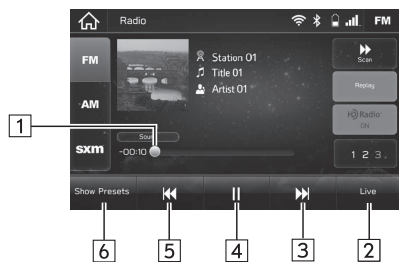 Radio
FM
FM
Station 01
Title 01
Artist 01
Scan
Replay
AM
HD Radio
ON
1
Sou
sxm
-00:10
1 2 3
Show Presets
Live
6
5
4
3
2